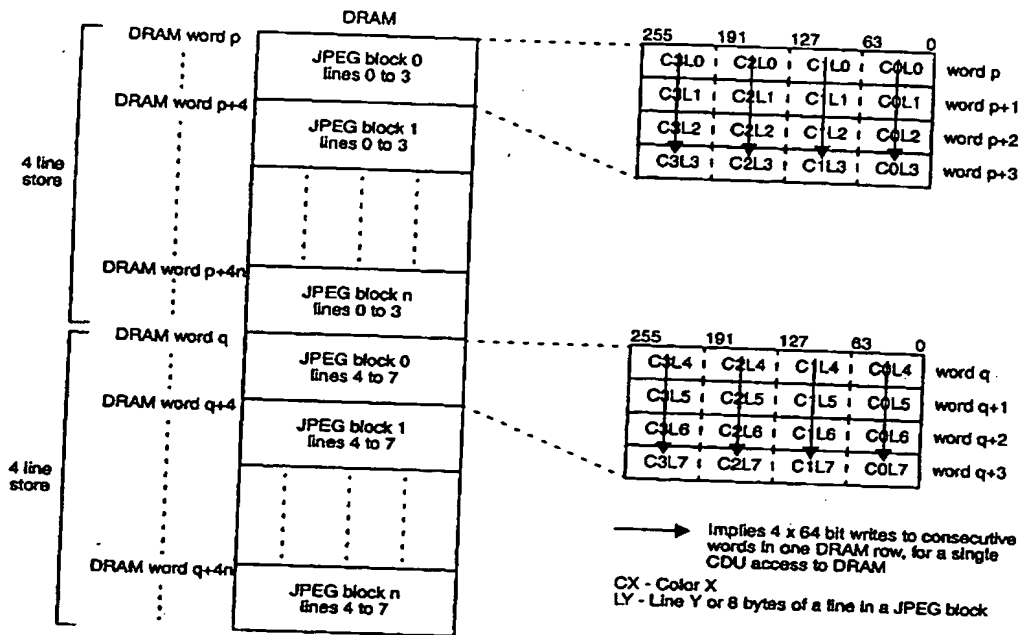 DRAM
DRAM word p
JPEG block 0
lines 0 to 3
DRAM word p+4
JPEG block 1
lines 0 to 3
4 line
store
DRAM word p+4n
JPEG block n
lines 0 to 3
DRAM word q
JPEG block 0
lines 4 to 7
DRAM word q+4
JPEG block 1
lines 4 to 7
4 line
store
DRAM word q+4n
JPEG block n
lines 4 to 7
255 191 127 63 0
C3L0 C2L0 C1L0 C0L0 word p
C3L1 C2L1 C1L1 C0L1 word p+1
C3L2 C2L2 C1L2 C0L2 word p+2
C3L3 C2L3 C1L3 C0L3 word p+3
255 191 127 63 0
C3L4 C2L4 C1L4 C0L4 word q
C3L5 C2L5 C1L5 C0L5 word q+1
C3L6 C2L6 C1L6 C0L6 word q+2
C3L7 C2L7 C1L7 C0L7 word q+3
Implies 4 x 64 bit writes to consecutive
words in one DRAM row, for a single
CDU access to DRAM
CX - Color X
LY - Line Y or 8 bytes of a line in a JPEG block